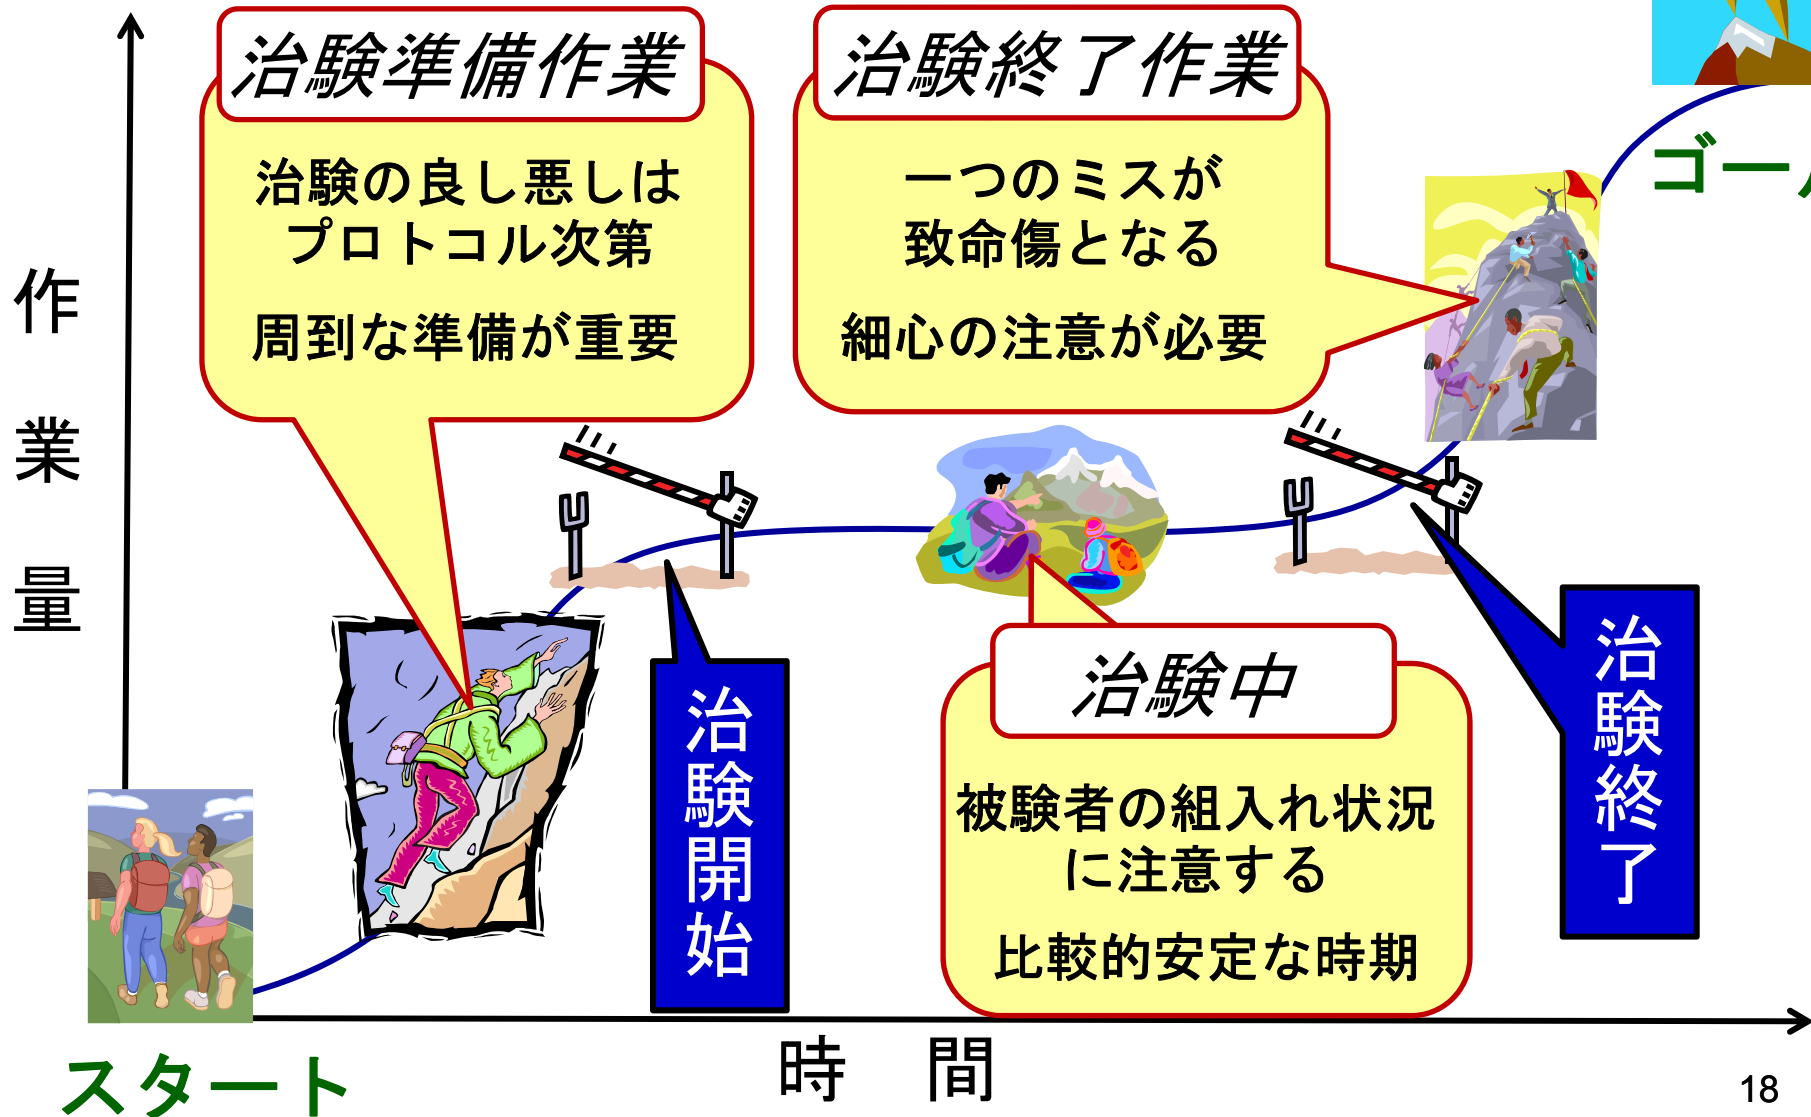 治験準備作業
治験の良し悪しは
プロトコル次第
周到な準備が重要
治験終了作業
一つのミスが
致命傷となる
細心の注意が必要
ゴール
作業量
治験開始
治験中
被験者の組入れ状況
に注意する
比較的安定な時期
治験終了
スタート
時間
18